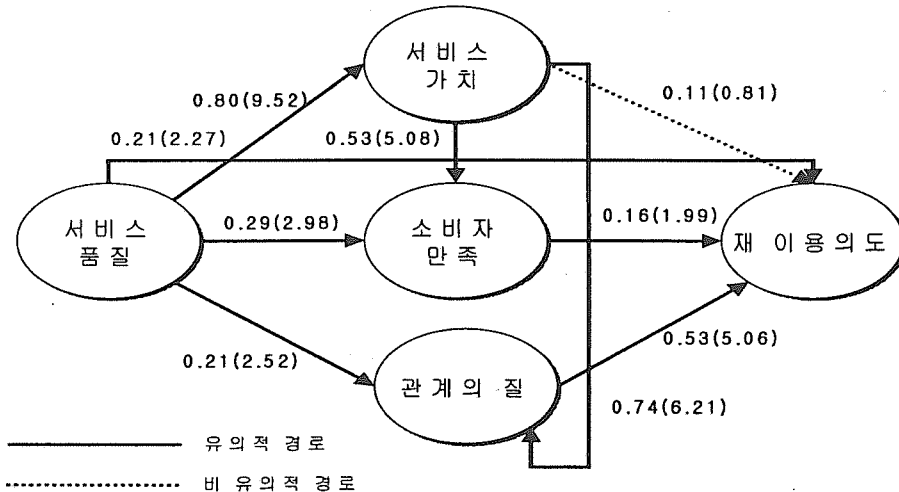 서비스
가치
0.80(9.52)
0.11(0.81)
0.21(2.27)
0.53(5.08)
서비스
품질
0.29(2.98)
소비자
만족
0.16(1.99)
재 이용의도
0.21(2.52)
0.53(5.06)
관계의 질
0.74(6.21)
유의적 경로
비 유의적 경로